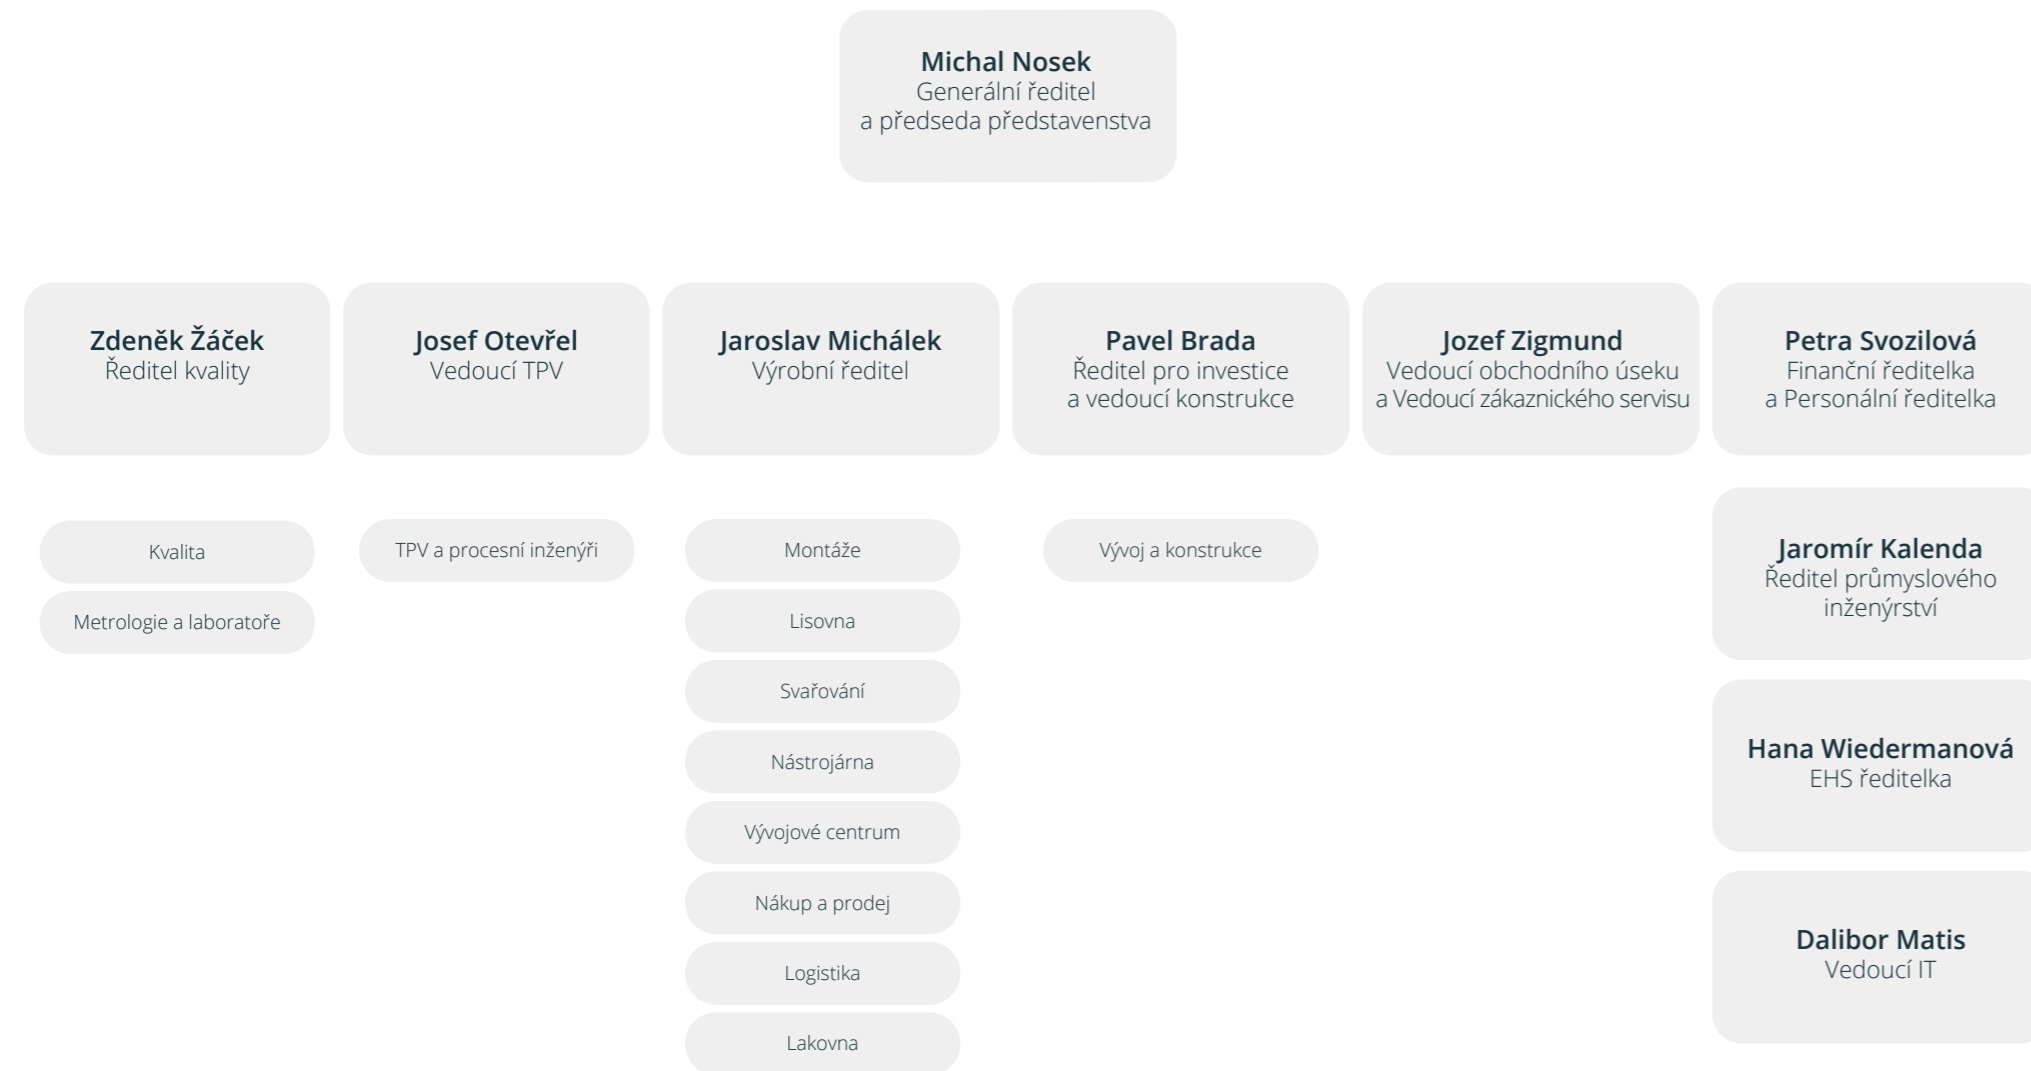 Michal Nosek
Generální ředitel
a předseda představenstva
Zdeněk Žáček
Ředitel kvality
Josef Otevřel
Vedoucí TPV
Jaroslav Michálek
Výrobní ředitel
Pavel Brada
Ředitel pro investice
a vedoucí konstrukce
Jozef Zigmund
Vedoucí obchodního úseku
a Vedoucí zákaznického servisu
Petra Svozilová
Finanční ředitelka
a Personální ředitelka
Kvalita
Metrologie a laboratoře
TPV a procesní inženýři
Montáže
Lisovna
Svařování
Nástrojárna
Vývojové centrum
Nákup a prodej
Logistika
Lakovna
Vývoj a konstrukce
Jaromír Kalenda
Ředitel průmyslového
inženýrství
Hana Wiedermanová
EHS ředitelka
Dalibor Matis
Vedoucí IT